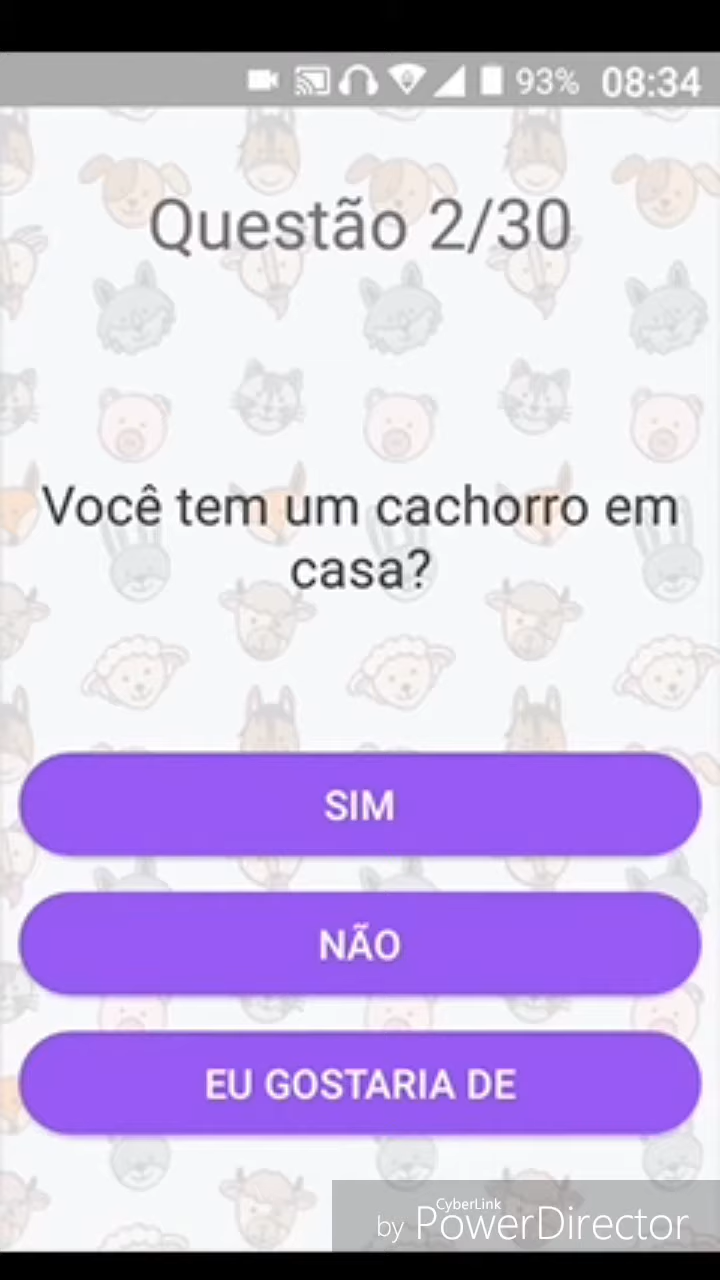 93% 08:34
Questão 2/30
Você tem um cachorro em
casa?
SIM
NÃO
EU GOSTARIA DE
CyberLink
by PowerDirector